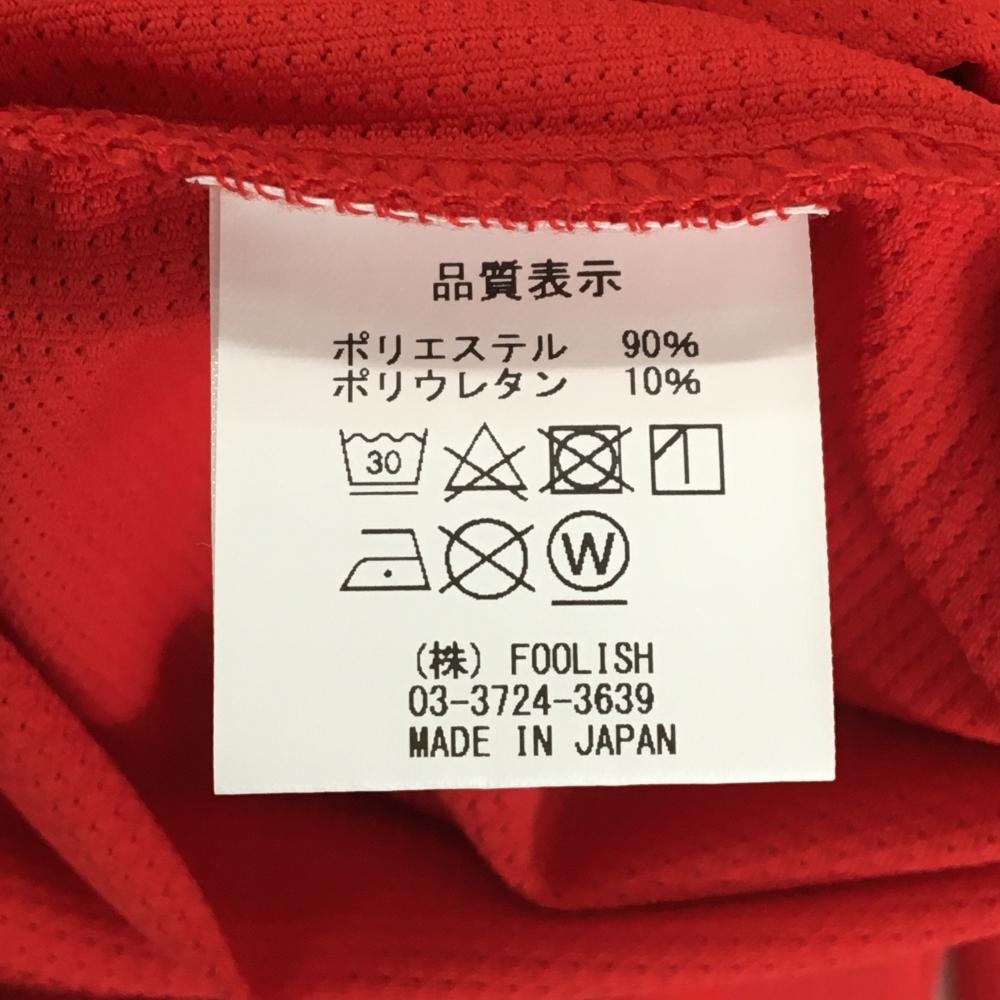 品質表示
ポリエステル 90%
ポリウレタン 10%
30
W
(株) FOOLISH
03-3724-3639
MADE IN JAPAN